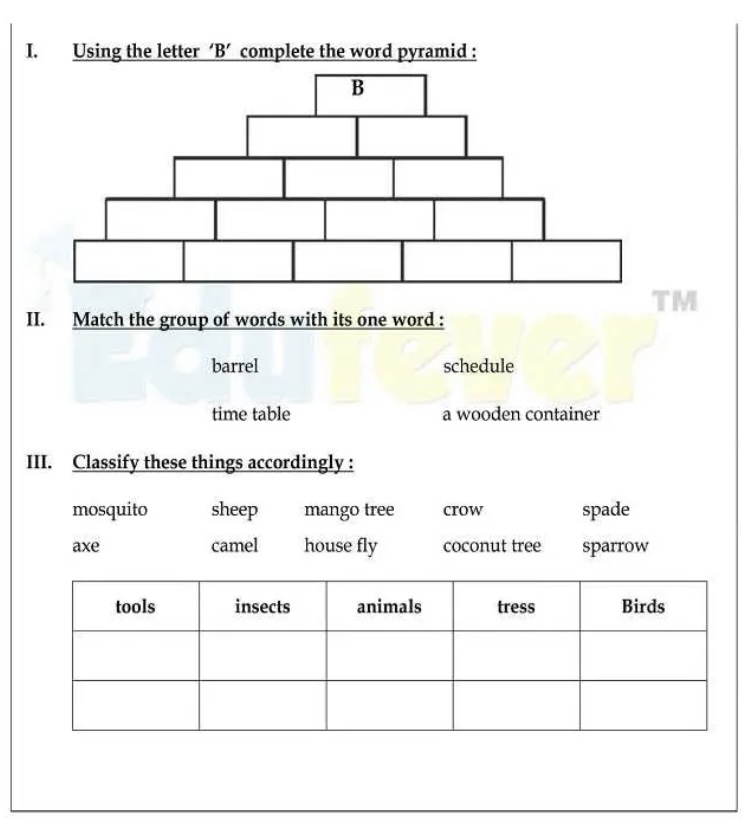 I. Using the letter ‘B’ complete the word pyramid :
B
Edufever TM
II. Match the group of words with its one word :
barrel schedule
time table a wooden container
III. Classify these things accordingly :
mosquito sheep mango tree crow spade
axe camel house fly coconut tree sparrow
tools insects animals tress Birds